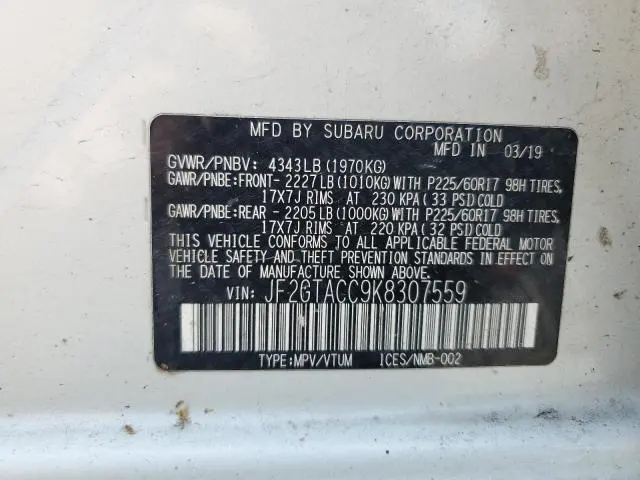 MFD BY SUBARU CORPORATION
MFD IN 03/19
GVWR/PNBV: 4343LB (1970KG)
GAWR/PNBE:FRONT- 2227LB (1010KG) WITH P225/60R17 98H TIRES,
17X7J RIMS AT 230 KPA (33 PSI) COLD
GAWR/PNBE:REAR - 2205LB (1000KG) WITH P225/60R17 98H TIRES,
17X7J RIMS AT 220 KPA (32 PSI) COLD
THIS VEHICLE CONFORMS TO ALL APPLICABLE FEDERAL MOTOR
VEHICLE SAFETY AND THEFT PREVENTION STANDARDS IN EFFECT ON
THE DATE OF MANUFACTURE SHOWN ABOVE.
VIN: JF2GTACC9K8307559
TYPE:MPV/VTUM ICES/NMB-002